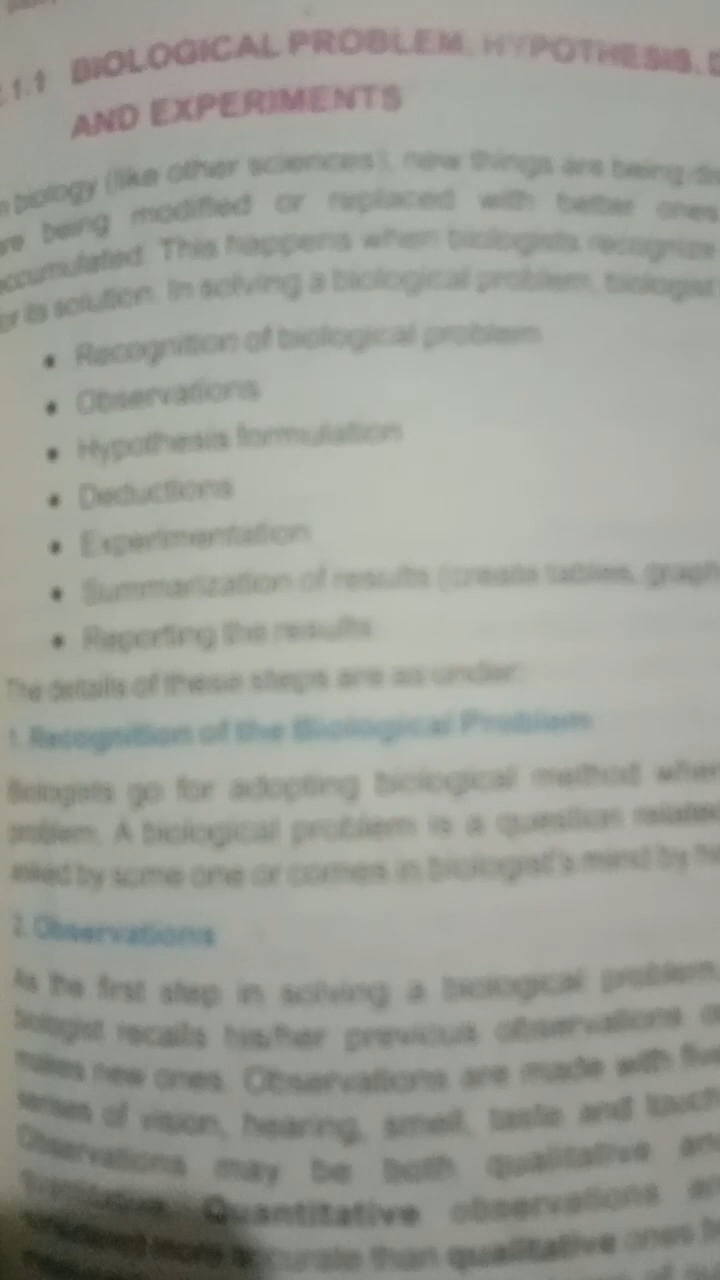 .1.1 BIOLOGICAL PROBLEM, HYPOTHESIS, D
AND EXPERIMENTS
n biology (like other sciences), new things are being dis
re being modified or replaced with better ones
ccumulated. This happens when biologists recognize
or its solution. In solving a biological problem, biologist
• Recognition of biological problem
• Observations
• Hypothesis formulation
• Deductions
• Experimentation
• Summarization of results (create tables, graph
• Reporting the results
The details of these steps are as under:
1. Recognition of the Biological Problem
Biologists go for adopting biological method when
problem. A biological problem is a question related
asked by some one or comes in biologist's mind by
2. Observations
As the first step in solving a biological problem,
biologist recalls his/her previous observations o
makes new ones. Observations are made with five
senses of vision, hearing, smell, taste and touch
Observations may be both qualitative and
Quantitative observations
more accurate than qualitative ones